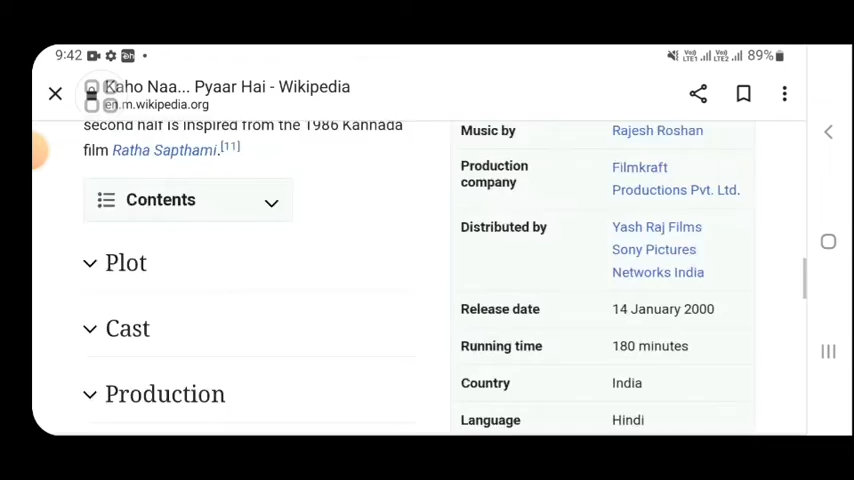 9:42 89%
Kaho Naa... Pyaar Hai - Wikipedia
en.m.wikipedia.org
second half is inspired from the 1986 Kannada
film Ratha Sapthami.[11]
Contents
Plot
Cast
Production
Music by Rajesh Roshan
Production company Filmkraft Productions Pvt. Ltd.
Distributed by Yash Raj Films
Sony Pictures
Networks India
Release date 14 January 2000
Running time 180 minutes
Country India
Language Hindi